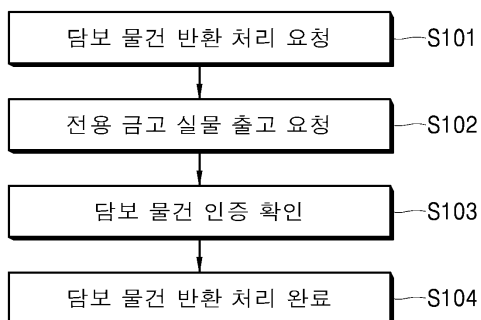 담보 물건 반환 처리 요청 S101
전용 금고 실물 출고 요청 S102
담보 물건 인증 확인 S103
담보 물건 반환 처리 완료 S104